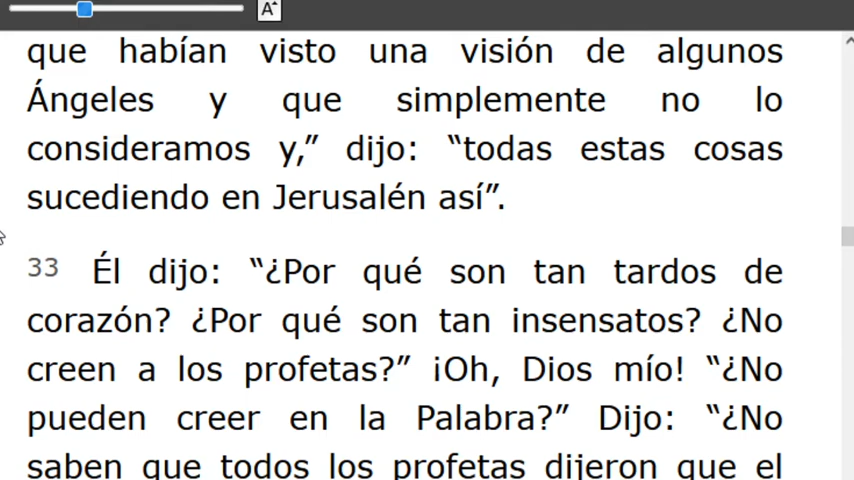 A
que habían visto una visión de algunos
Ángeles y que simplemente no lo
consideramos y,” dijo: “todas estas cosas
sucediendo en Jerusalén así”.
33 Él dijo: “¿Por qué son tan tardos de
corazón? ¿Por qué son tan insensatos? ¿No
creen a los profetas?” ¡Oh, Dios mío! “¿No
pueden creer en la Palabra?” Dijo: “¿No
saben que todos los profetas dijeron que el